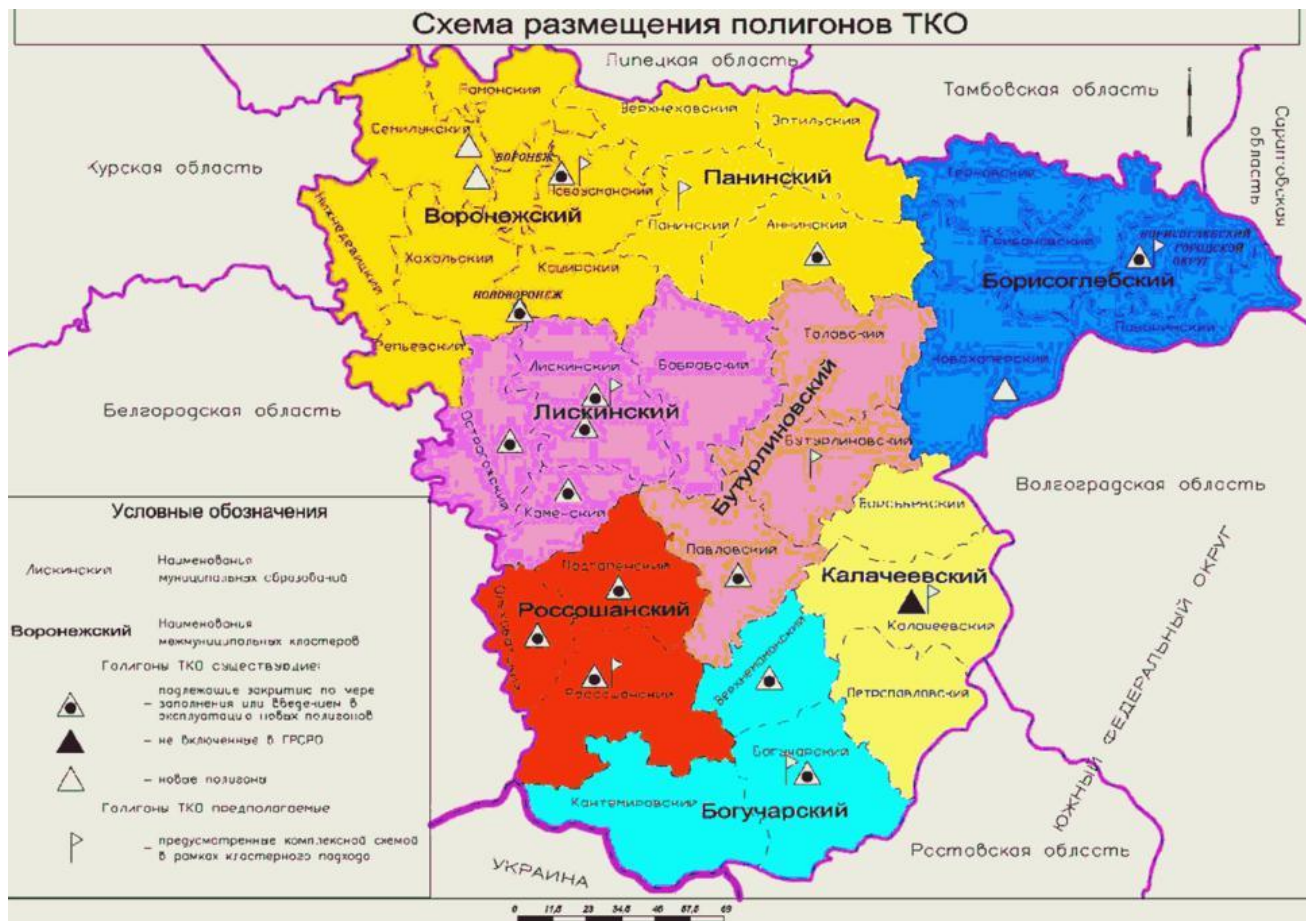 Схема размещения полигонов ТКО
Липецкая область
Тамбовская область
Саратовская область
Курская область
Рамонский
Верхнехавский
Эртильский
Семилукский
ВОРОНЕЖ
Новоусманский
Панинский
Терновский
Воронежский
Панинский
Аннинский
Грибановский
БОРИСОГЛЕБСКИЙ
ГОРОДСКОЙ
ОКРУГ
Нижнедевицкий
Хохольский
Каширский
Борисоглебский
НОВОВОРОНЕЖ
Поворинский
Репьевский
Таловский
Новохоперский
Лискинский
Бобровский
Белгородская область
Лискинский
Острогожский
Бутурлиновский
Бутурлиновский
Каменский
Волгоградская область
Воробьевский
Подгоренский
Павловский
Калачеевский
Россошанский
Калачеевский
Россошанский
Верхнемамонский
Петропавловский
Богучарский
Кантемировский
Богучарский
ЮЖНЫЙ ФЕДЕРАЛЬНЫЙ ОКРУГ
Ростовская область
УКРАИНА
Условные обозначения
Лискинский
Наименования
муниципальных образований
Воронежский
Наименования
межмуниципальных кластеров
Полигоны ТКО существующие:
подлежащие закрытию по мере
– заполнения или введением в
эксплуатацию новых полигонов
– не включенные в ГРОРО
– новые полигоны
Полигоны ТКО предполагаемые
– предусмотренные комплексной схемой
в рамках кластерного подхода
0 11,5 23 34,5 46 57,5 69